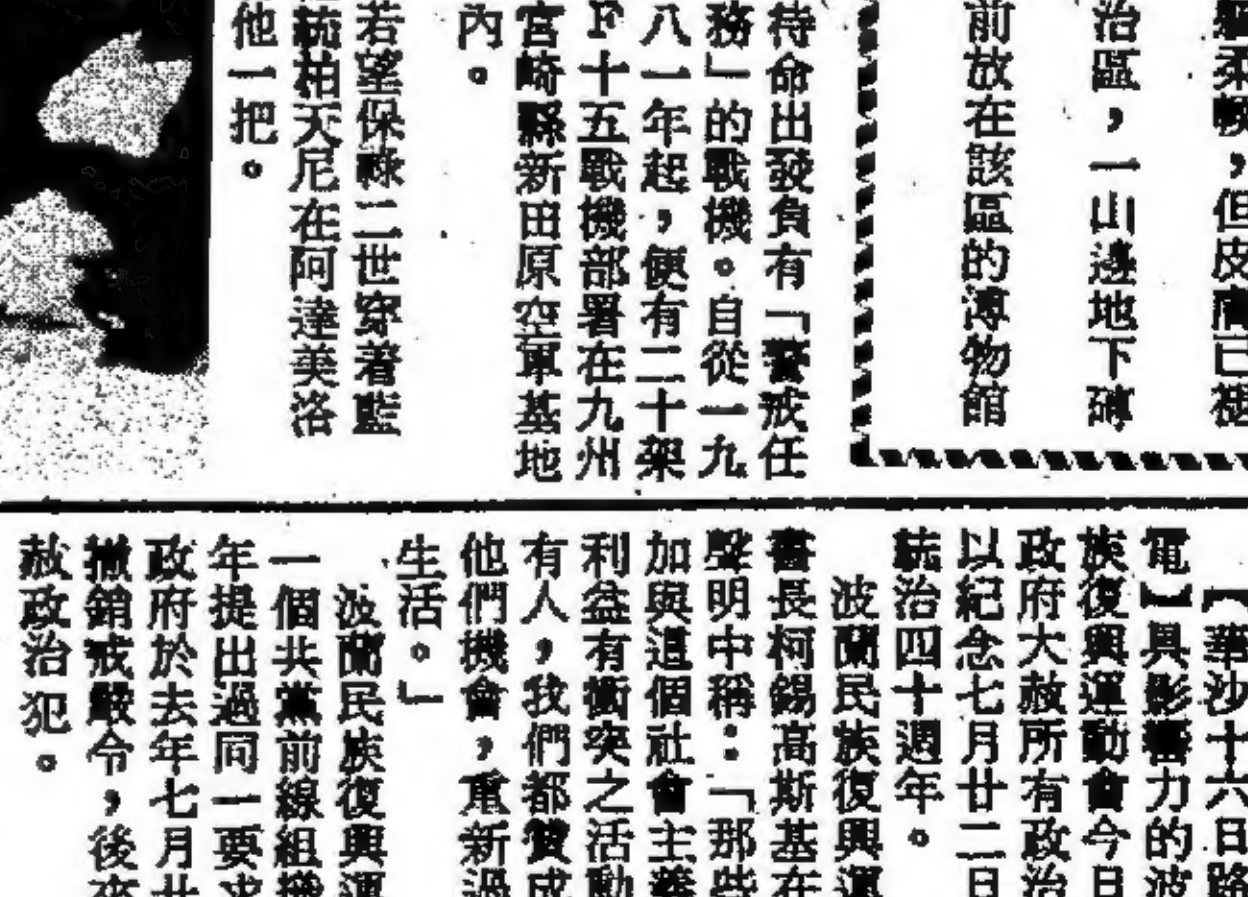 治區，一山邊地下磚
前放在該區的溥物館
待命出發負有「警戒任
務」的戰機。自從一九
八一年起，便有二十架
F十五戰機部署在九州
宮崎縣新田原空軍基地
內。
若望保祿二世穿著藍
統柏天尼在阿達美洛
他一把。
【華沙十六日路
電】具影響力的波
族復興運動會今日
政府大赦所有政治
以紀念七月廿二日
統治四十週年。
波蘭民族復興運
書長柯錫高斯基在
聲明中稱：「那些
加與這個社會主義
利益有衝突之活動
有人，我們都贊成
他們機會，重新過
生活。」
波蘭民族復興運
一個共黨前線組織
年提出過同一要求
政府於去年七月廿
撤銷戒嚴令，後來
赦政治犯。